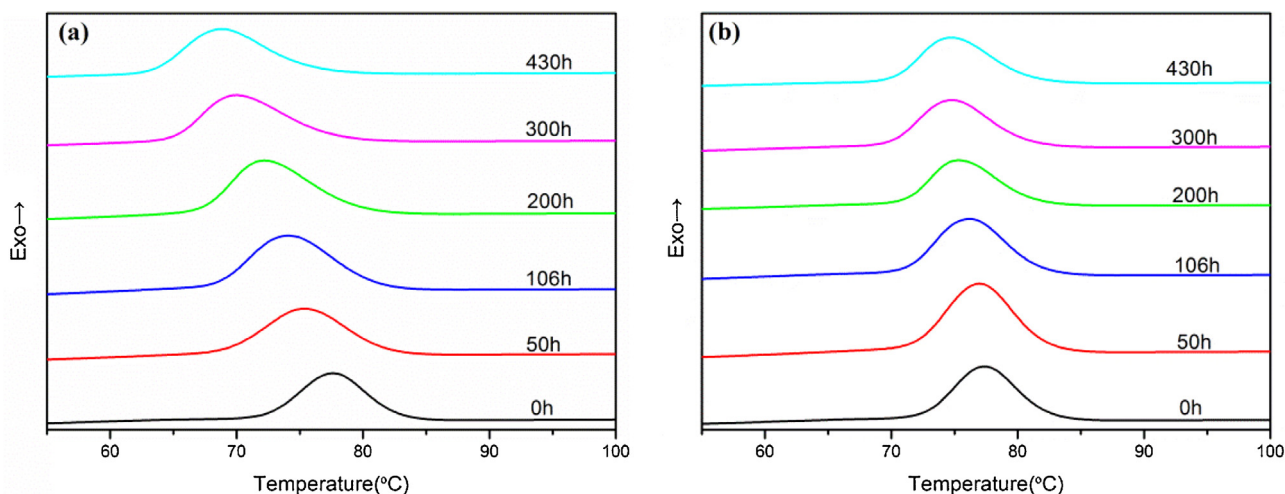 (a)
430h
300h
200h
106h
50h
0h
Exo→
60 70 80 90 100
Temperature(°C)
(b)
430h
300h
200h
106h
50h
0h
Exo→
60 70 80 90 100
Temperature(°C)